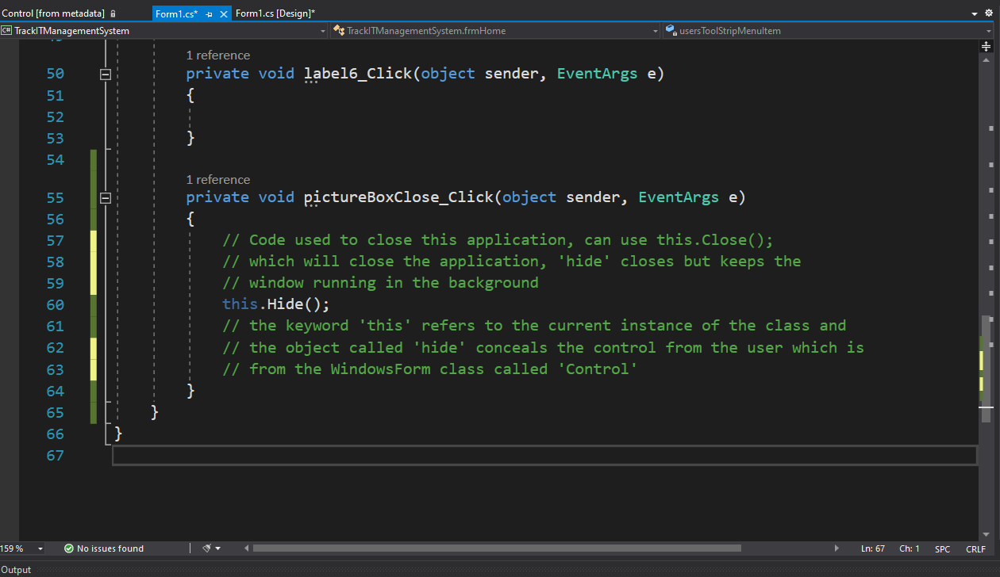 Control [from metadata] Form1.cs* Form1.cs [Design]*
C# TrackITManagementSystem TrackITManagementSystem.frmHome usersToolStripMenuItem
1 reference
50 private void label6_Click(object sender, EventArgs e)
51 {
52
53 }
54
1 reference
55 private void pictureBoxClose_Click(object sender, EventArgs e)
56 {
57 // Code used to close this application, can use this.Close();
58 // which will close the application, 'hide' closes but keeps the
59 // window running in the background
60 this.Hide();
61 // the keyword 'this' refers to the current instance of the class and
62 // the object called 'hide' conceals the control from the user which is
63 // from the WindowsForm class called 'Control'
64 }
65 }
66 }
67
159 % No issues found Ln: 67 Ch: 1 SPC CRLF
Output